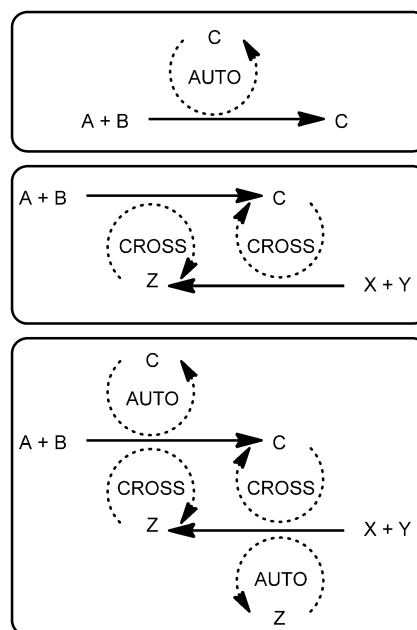 C
AUTO
A + B C
A + B C
CROSS CROSS
Z X + Y
C
AUTO
A + B C
CROSS CROSS
Z X + Y
AUTO
Z